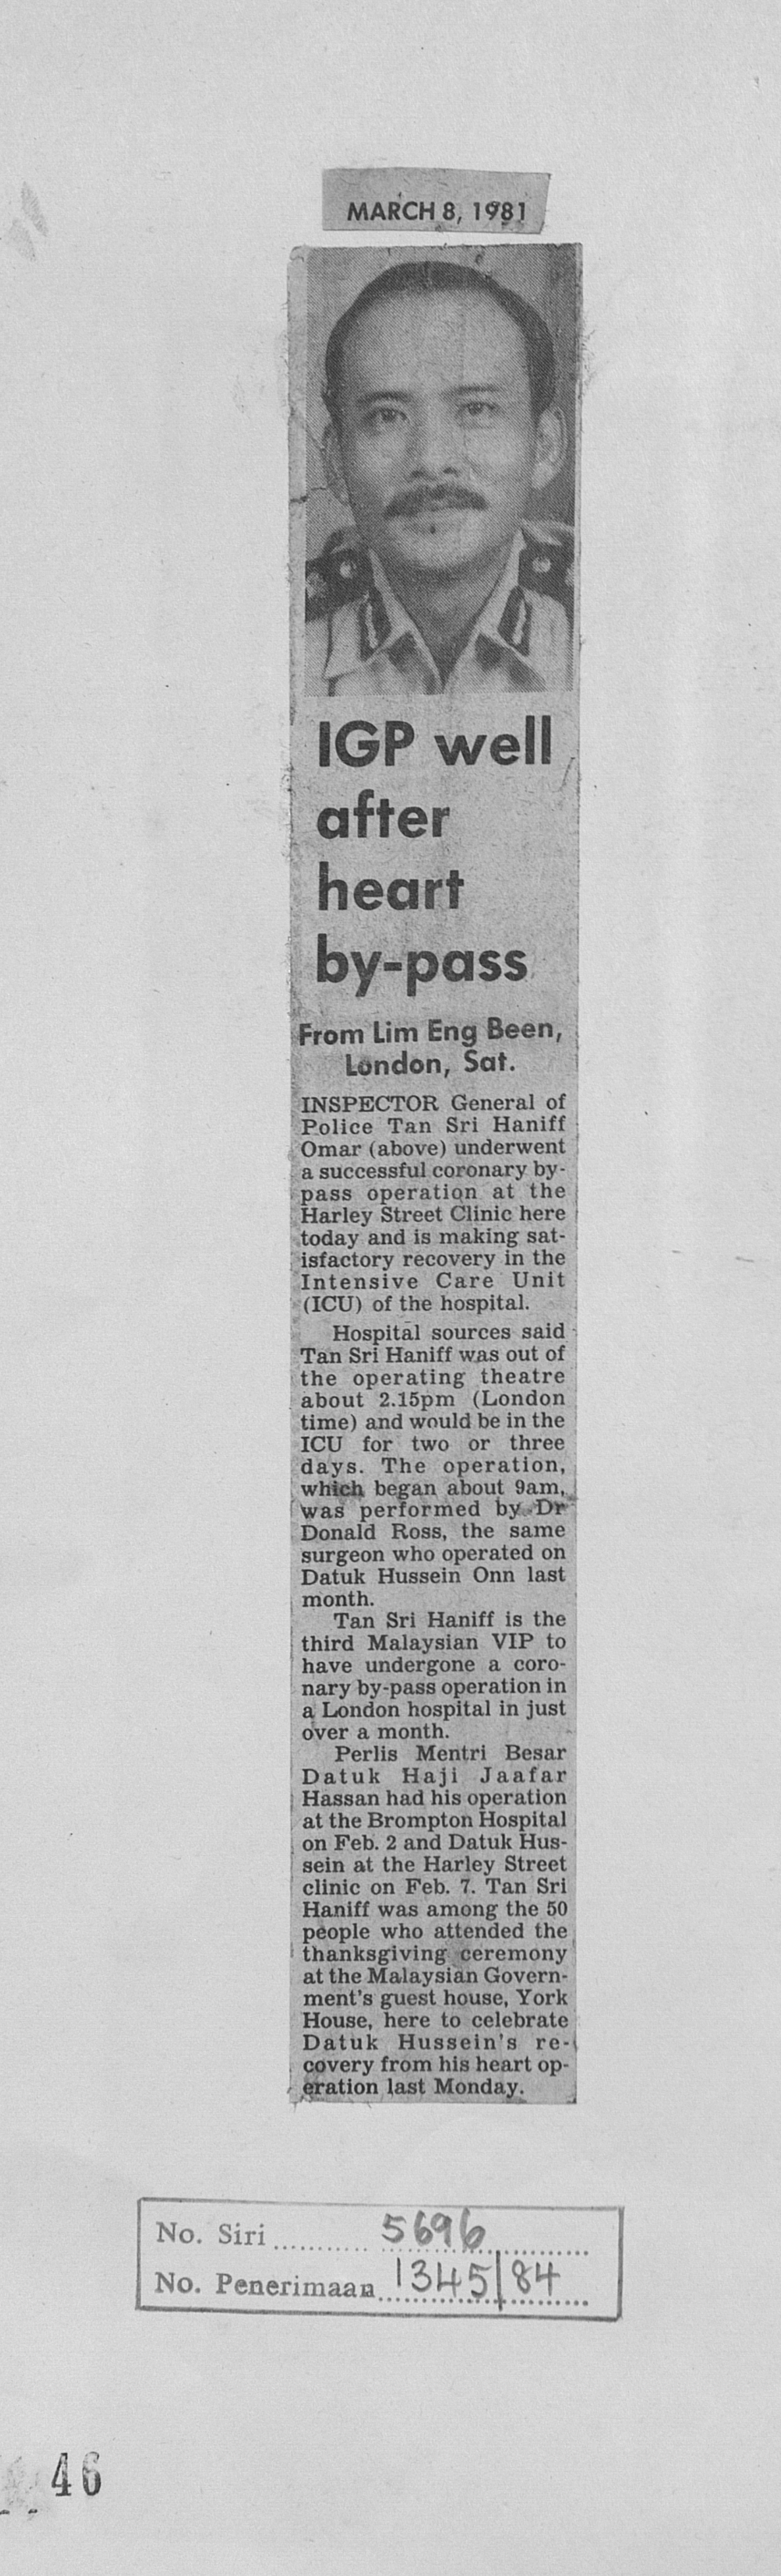 MARCH 8, 1981
IGP well
after
heart
by-pass
From Lim Eng Been,
London, Sat.
INSPECTOR General of
Police Tan Sri Haniff
Omar (above) underwent
a successful coronary by-
pass operation at the
Harley Street Clinic here
today and is making sat-
isfactory recovery in the
Intensive Care Unit
(ICU) of the hospital.
Hospital sources said
Tan Sri Haniff was out of
the operating theatre
about 2.15pm (London
time) and would be in the
ICU for two or three
days. The operation,
which began about 9am,
was performed by Dr
Donald Ross, the same
surgeon who operated on
Datuk Hussein Onn last
month.
Tan Sri Haniff is the
third Malaysian VIP to
have undergone a coro-
nary by-pass operation in
a London hospital in just
over a month.
Perlis Mentri Besar
Datuk Haji Jaafar
Hassan had his operation
at the Brompton Hospital
on Feb. 2 and Datuk Hus-
sein at the Harley Street
clinic on Feb. 7. Tan Sri
Haniff was among the 50
people who attended the
thanksgiving ceremony
at the Malaysian Govern-
ment's guest house, York
House, here to celebrate
Datuk Hussein's re-
covery from his heart op-
eration last Monday.
No. Siri 5696
No. Penerimaan 1345/84
46